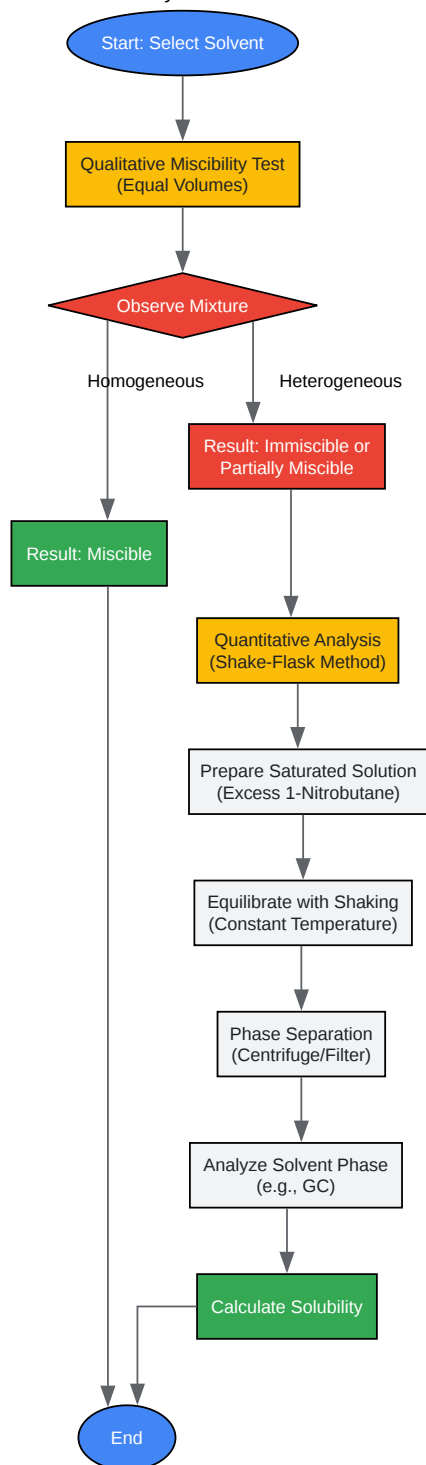 Start: Select Solvent
Qualitative Miscibility Test
(Equal Volumes)
Observe Mixture
Homogeneous
Heterogeneous
Result: Immiscible or
Partially Miscible
Result: Miscible
Quantitative Analysis
(Shake-Flask Method)
Prepare Saturated Solution
(Excess 1-Nitrobutane)
Equilibrate with Shaking
(Constant Temperature)
Phase Separation
(Centrifuge/Filter)
Analyze Solvent Phase
(e.g., GC)
Calculate Solubility
End